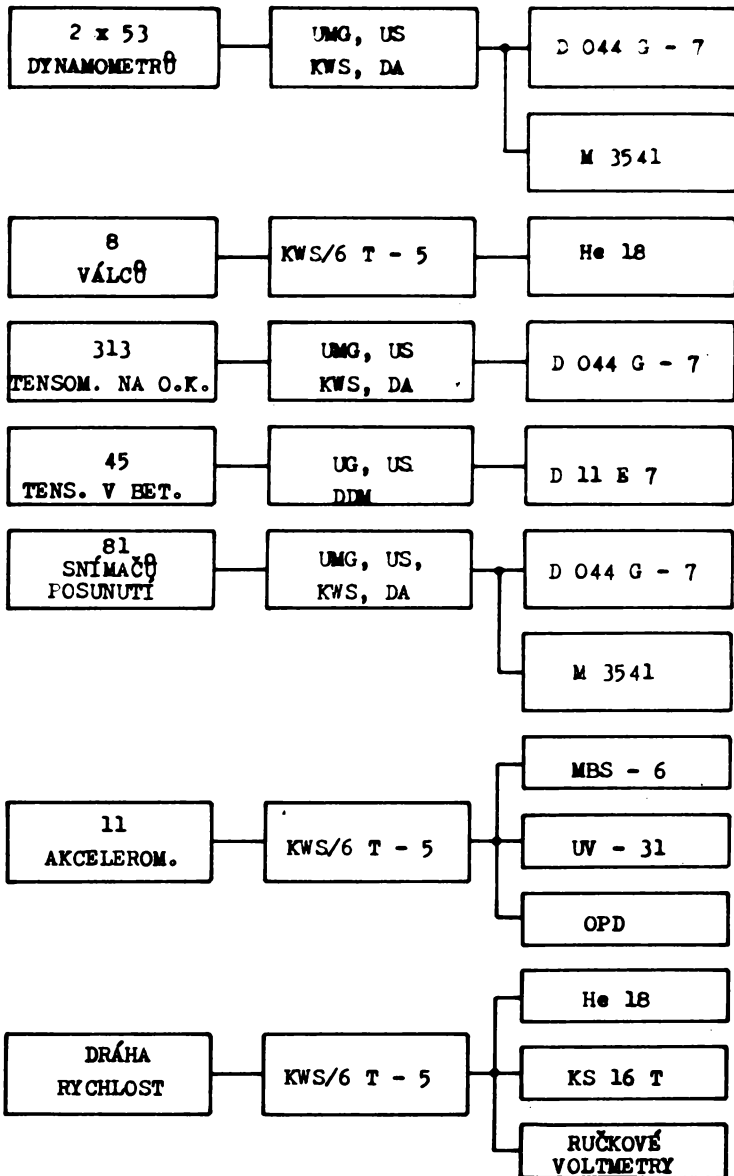 2 x 53
DYNAMOMETRŮ
UMG, US
KWS, DA
D 044 G - 7
M 3541
8
VÁLCŮ
KWS/6 T - 5
He 18
313
TENSOM. NA O.K.
UMG, US
KWS, DA
D 044 G - 7
45
TENS. V BET.
UG, US
DDM
D 11 E 7
81
SNÍMAČŮ
POSUNUTÍ
UMG, US,
KWS, DA
D 044 G - 7
M 3541
11
AKCELEROM.
KWS/6 T - 5
MBS - 6
UV - 31
OPD
DRÁHA
RYCHLOST
KWS/6 T - 5
He 18
KS 16 T
RUČKOVÉ
VOLTMETRY